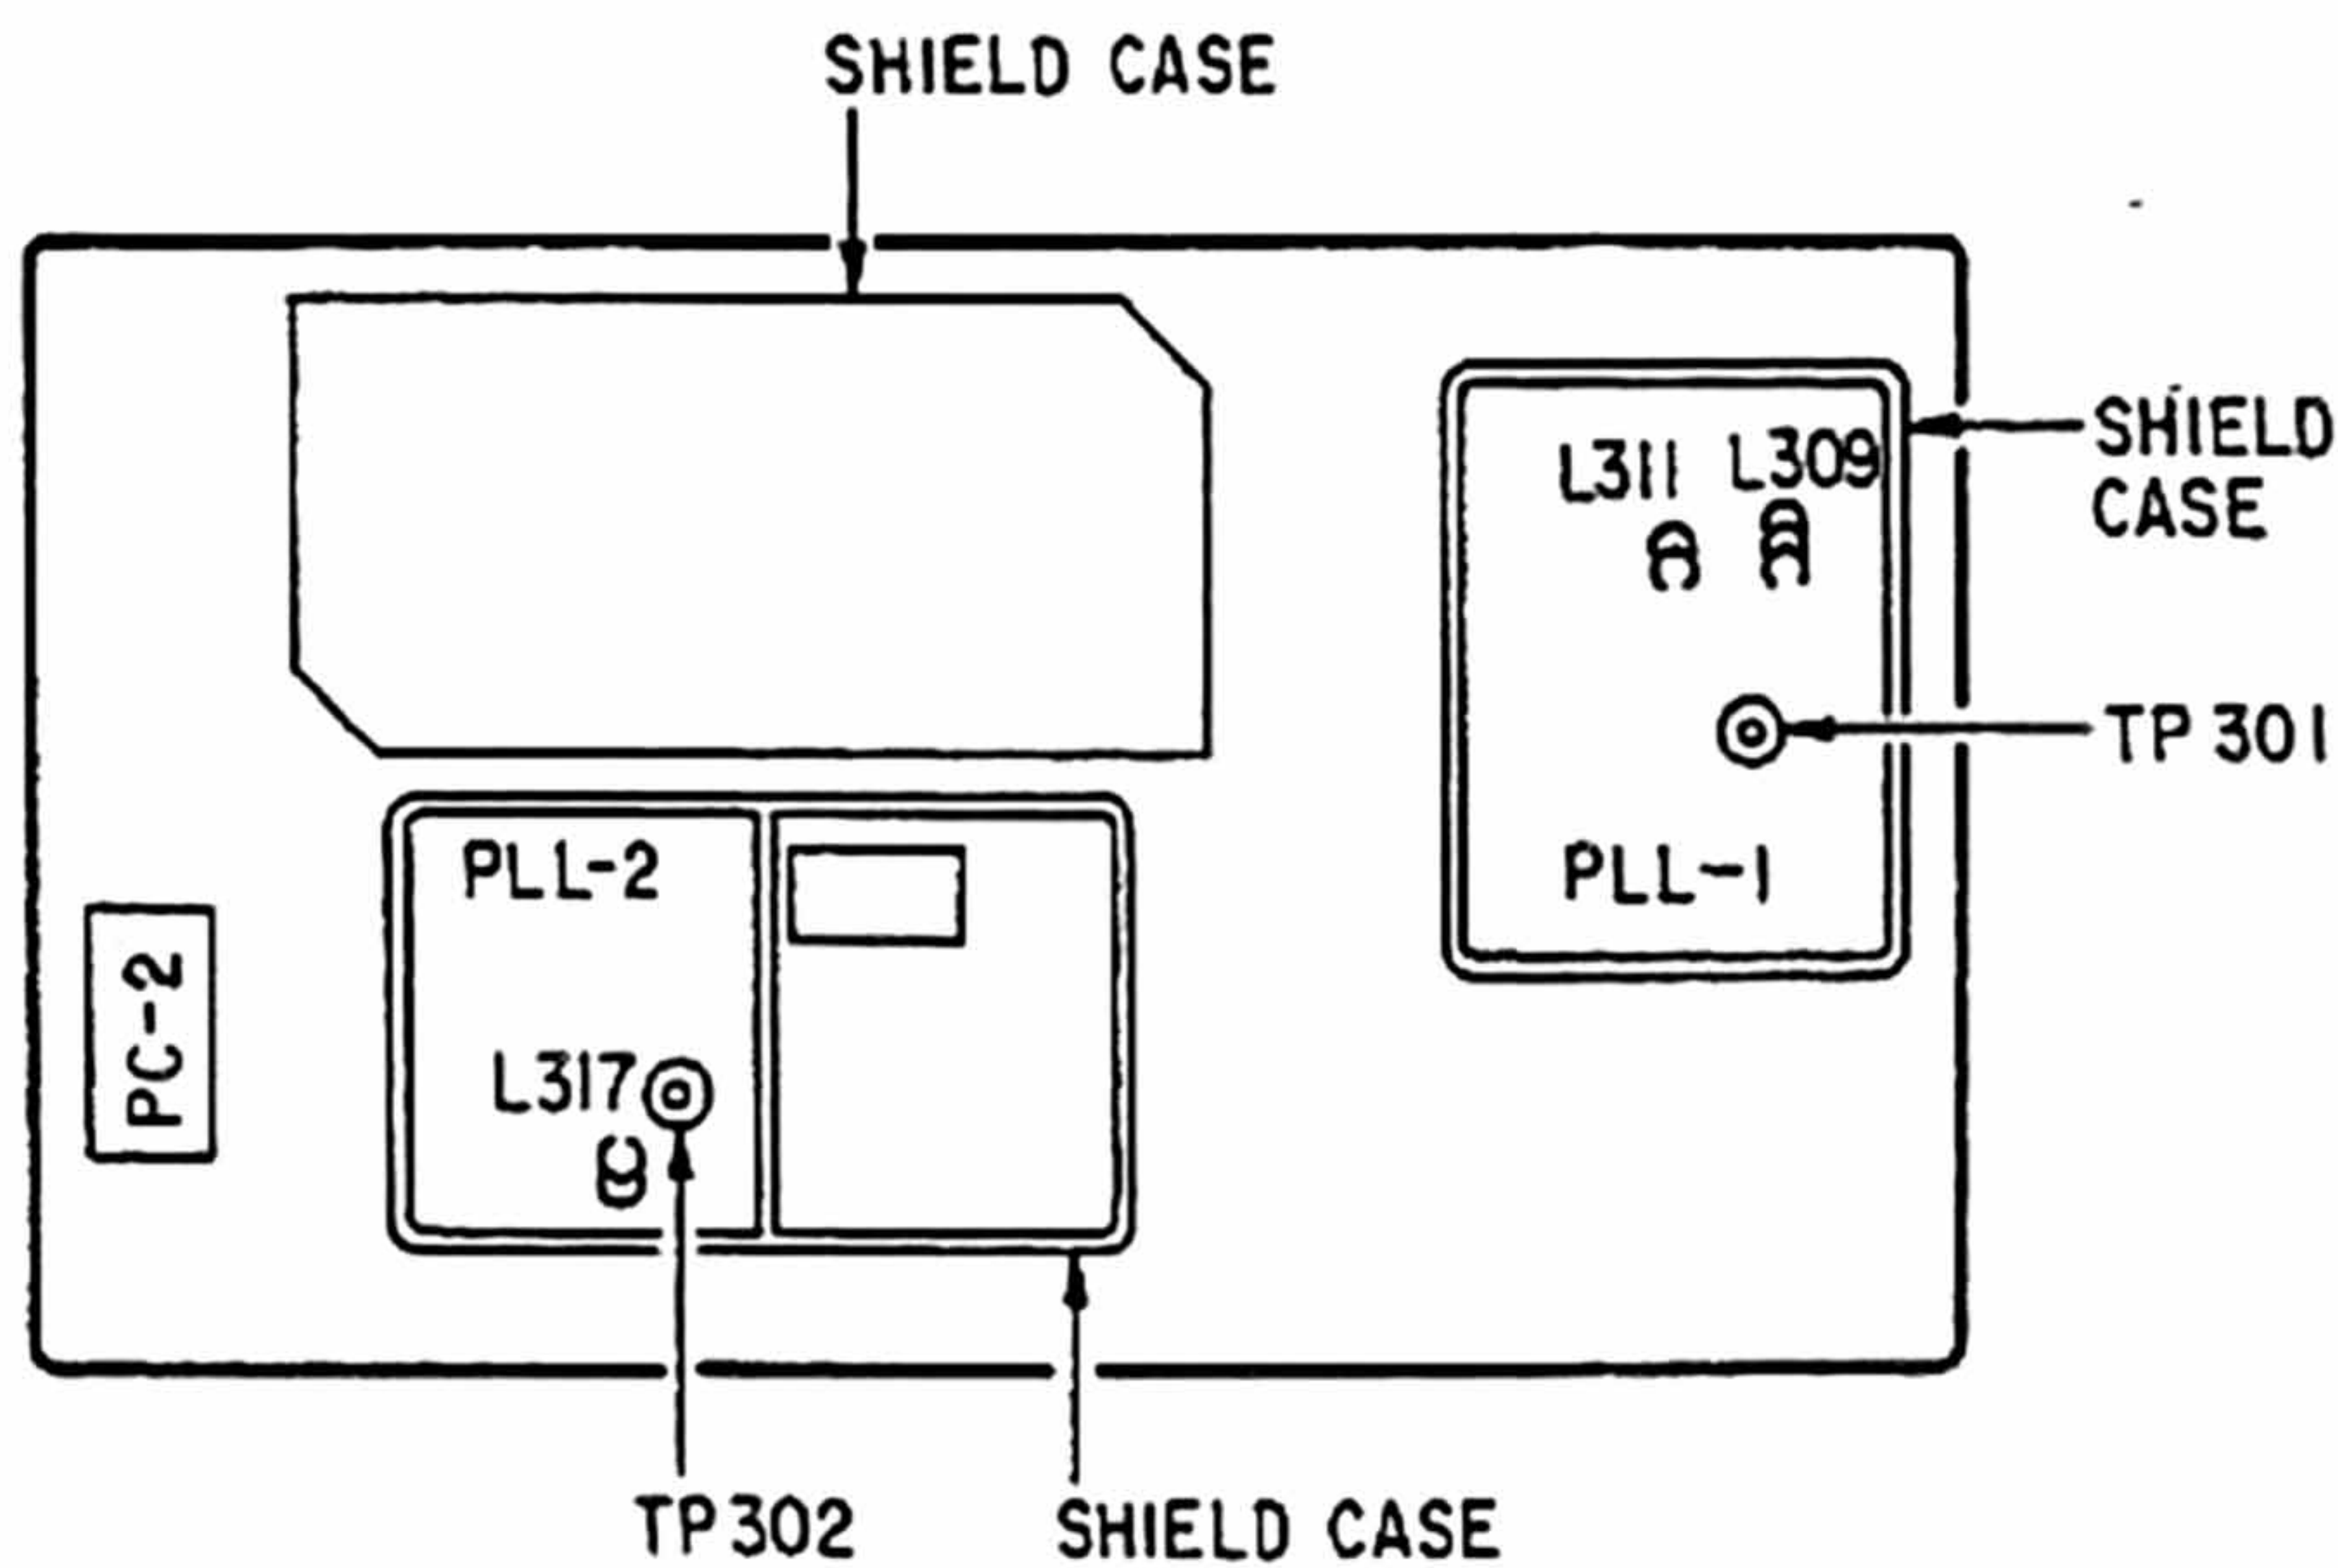 SHIELD CASE
SHIELD
CASE
L311 L309
TP 301
PLL-1
PLL-2
PC-2
L317
TP302
SHIELD CASE